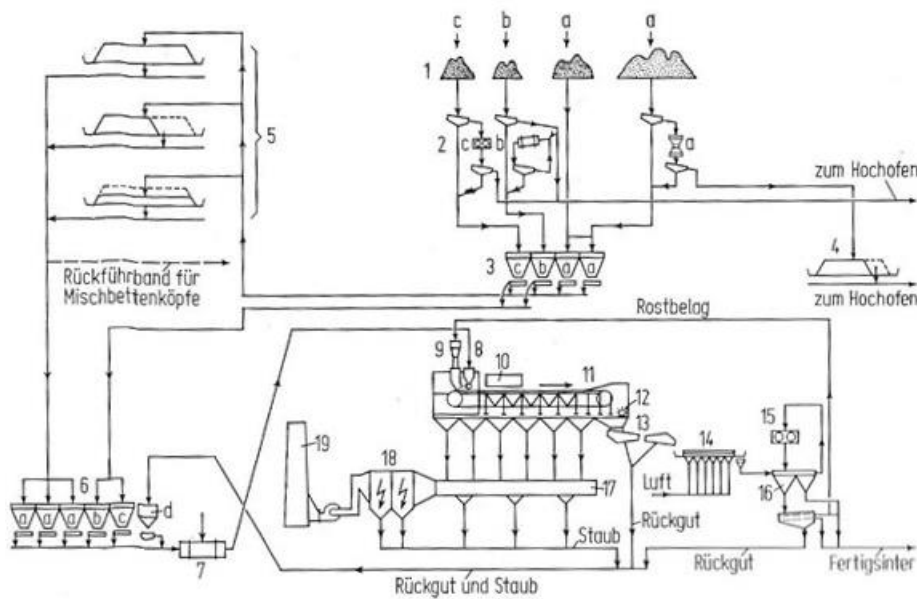 c b a a
1
5
2 c b a
zum Hochofen
3 c b a a
4
Rückführband für
Mischbettenköpfe
zum Hochofen
Rostbelag
9 8 10 11
12
13
14
15
19
18
17
16
Luft
6
a a a b c d
7
Staub
Rückgut
Rückgut und Staub
Rückgut
Fertigsinter